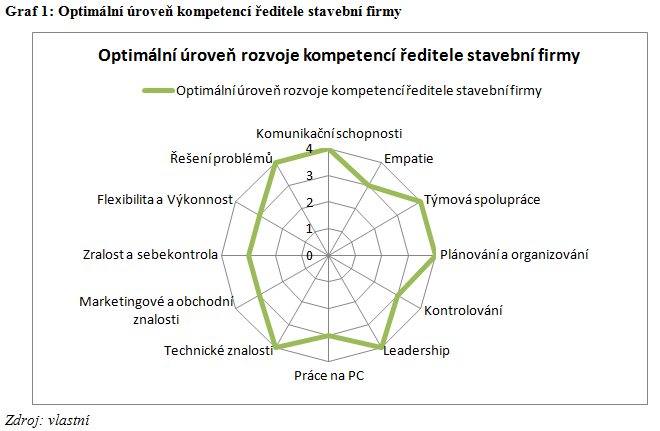 Graf 1: Optimální úroveň kompetencí ředitele stavební firmy
Optimální úroveň rozvoje kompetencí ředitele stavební firmy
Optimální úroveň rozvoje kompetencí ředitele stavební firmy
Komunikační schopnosti
Řešení problémů
4
Empatie
3
Flexibilita a Výkonnost
2
Týmová spolupráce
1
Zralost a sebekontrola
0
Plánování a organizování
Marketingové a obchodní
znalosti
Kontrolování
Technické znalosti
Leadership
Práce na PC
Zdroj: vlastní